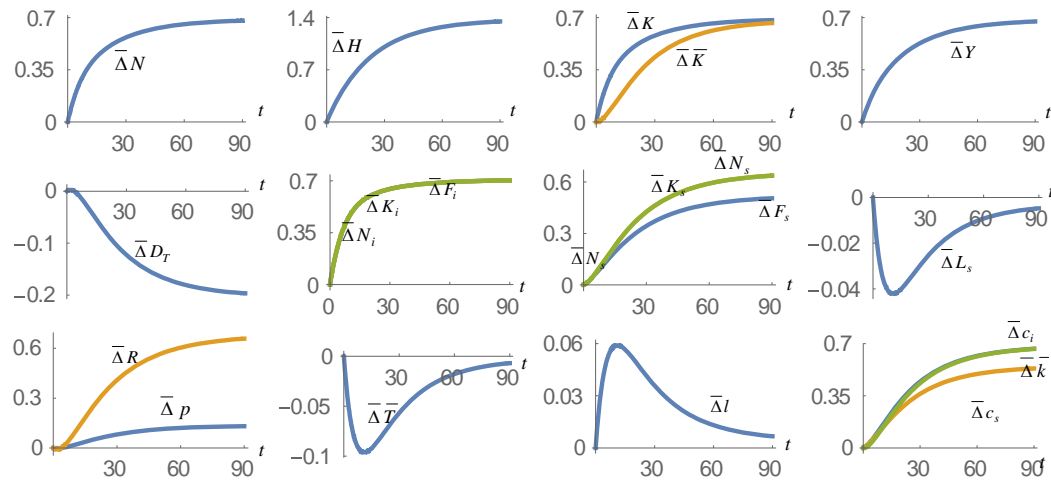 0.7
0.35
0
Δ̅N
t
30 60 90
1.4
0.7
0
Δ̅H
t
30 60 90
0.7
0.35
0
Δ̅K
Δ̅K̅
t
30 60 90
0.7
0.35
0
Δ̅Y
t
30 60 90
0
−0.1
−0.2
Δ̅D_T
t
30 60 90
0.7
0.35
0
Δ̅K_i
Δ̅F_i
Δ̅N_i
t
0 30 60 90
0.6
0.3
0
Δ̅N_s
Δ̅K_s
Δ̅F_s
Δ̅N_s
t
0 30 60 90
0
−0.02
−0.04
Δ̅L_s
t
30 60 90
0.6
0.3
0
Δ̅R
Δ̅p
t
30 60 90
0
−0.05
−0.1
Δ̅T̅
t
30 60 90
0.06
0.03
0
Δ̅l
t
30 60 90
0.7
0.35
0
Δ̅c_i
Δ̅k̅
Δ̅c_s
t
30 60 90